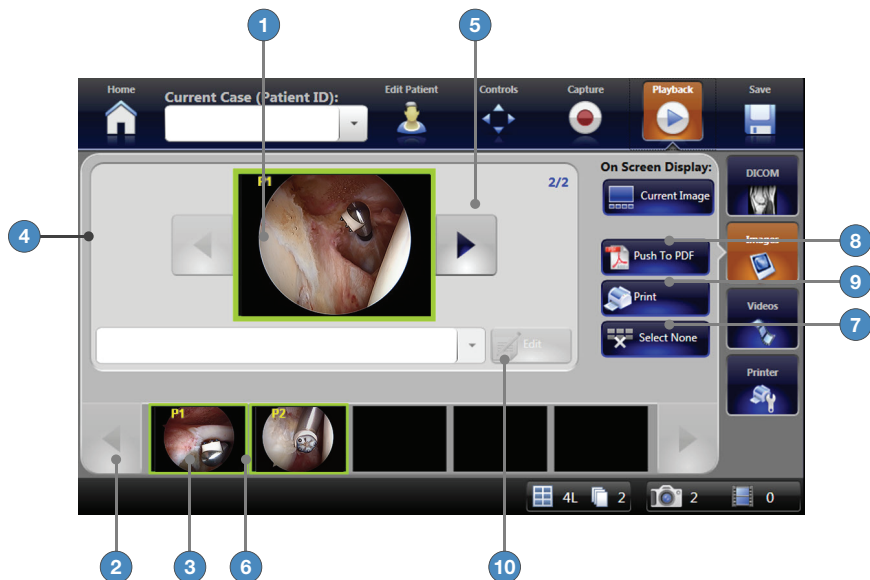 1
5
Home
Current Case (Patient ID):
Edit Patient
Controls
Capture
Playback
Save
On Screen Display:
DICOM
P1
2/2
Current Image
4
Images
8
Push To PDF
9
Print
Videos
7
Select None
Edit
Printer
P1
P2
4L
2
2
0
2
3
6
10